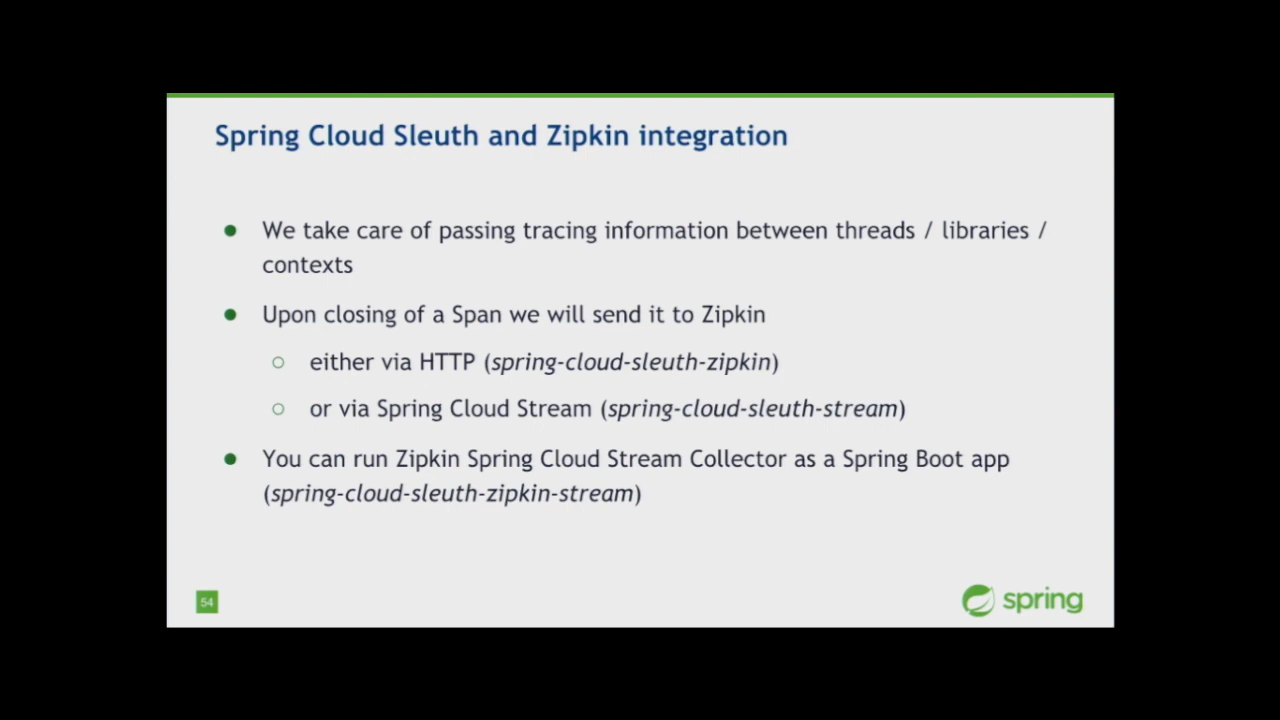 Spring Cloud Sleuth and Zipkin integration
● We take care of passing tracing information between threads / libraries /
contexts
● Upon closing of a Span we will send it to Zipkin
○ either via HTTP (spring-cloud-sleuth-zipkin)
○ or via Spring Cloud Stream (spring-cloud-sleuth-stream)
● You can run Zipkin Spring Cloud Stream Collector as a Spring Boot app
(spring-cloud-sleuth-zipkin-stream)
54
spring